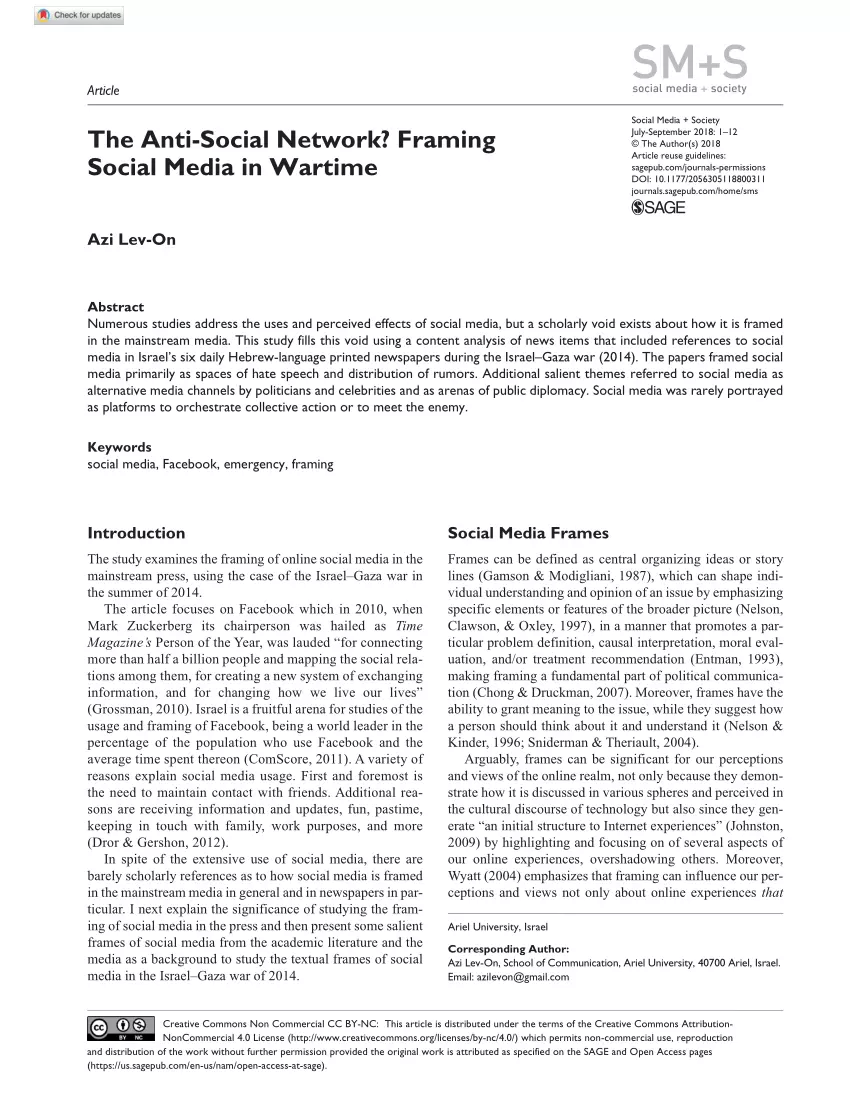 Check for updates
SM+S
social media + society
Article
The Anti-Social Network? Framing
Social Media in Wartime
Social Media + Society
July-September 2018: 1–12
© The Author(s) 2018
Article reuse guidelines:
sagepub.com/journals-permissions
DOI: 10.1177/2056305118800311
journals.sagepub.com/home/sms
SAGE
Azi Lev-On
Abstract
Numerous studies address the uses and perceived effects of social media, but a scholarly void exists about how it is framed
in the mainstream media. This study fills this void using a content analysis of news items that included references to social
media in Israel’s six daily Hebrew-language printed newspapers during the Israel–Gaza war (2014). The papers framed social
media primarily as spaces of hate speech and distribution of rumors. Additional salient themes referred to social media as
alternative media channels by politicians and celebrities and as arenas of public diplomacy. Social media was rarely portrayed
as platforms to orchestrate collective action or to meet the enemy.
Keywords
social media, Facebook, emergency, framing
Introduction
The study examines the framing of online social media in the
mainstream press, using the case of the Israel–Gaza war in
the summer of 2014.
The article focuses on Facebook which in 2010, when
Mark Zuckerberg its chairperson was hailed as Time
Magazine’s Person of the Year, was lauded “for connecting
more than half a billion people and mapping the social rela-
tions among them, for creating a new system of exchanging
information, and for changing how we live our lives”
(Grossman, 2010). Israel is a fruitful arena for studies of the
usage and framing of Facebook, being a world leader in the
percentage of the population who use Facebook and the
average time spent thereon (ComScore, 2011). A variety of
reasons explain social media usage. First and foremost is
the need to maintain contact with friends. Additional rea-
sons are receiving information and updates, fun, pastime,
keeping in touch with family, work purposes, and more
(Dror & Gershon, 2012).
In spite of the extensive use of social media, there are
barely scholarly references as to how social media is framed
in the mainstream media in general and in newspapers in par-
ticular. I next explain the significance of studying the fram-
ing of social media in the press and then present some salient
frames of social media from the academic literature and the
media as a background to study the textual frames of social
media in the Israel–Gaza war of 2014.
Social Media Frames
Frames can be defined as central organizing ideas or story
lines (Gamson & Modigliani, 1987), which can shape indi-
vidual understanding and opinion of an issue by emphasizing
specific elements or features of the broader picture (Nelson,
Clawson, & Oxley, 1997), in a manner that promotes a par-
ticular problem definition, causal interpretation, moral eval-
uation, and/or treatment recommendation (Entman, 1993),
making framing a fundamental part of political communica-
tion (Chong & Druckman, 2007). Moreover, frames have the
ability to grant meaning to the issue, while they suggest how
a person should think about it and understand it (Nelson &
Kinder, 1996; Sniderman & Theriault, 2004).
Arguably, frames can be significant for our perceptions
and views of the online realm, not only because they demon-
strate how it is discussed in various spheres and perceived in
the cultural discourse of technology but also since they gen-
erate “an initial structure to Internet experiences” (Johnston,
2009) by highlighting and focusing on of several aspects of
our online experiences, overshadowing others. Moreover,
Wyatt (2004) emphasizes that framing can influence our per-
ceptions and views not only about online experiences that
Ariel University, Israel
Corresponding Author:
Azi Lev-On, School of Communication, Ariel University, 40700 Ariel, Israel.
Email: azilevon@gmail.com
CC BY NC
Creative Commons Non Commercial CC BY-NC: This article is distributed under the terms of the Creative Commons Attribution-
NonCommercial 4.0 License (http://www.creativecommons.org/licenses/by-nc/4.0/) which permits non-commercial use, reproduction
and distribution of the work without further permission provided the original work is attributed as specified on the SAGE and Open Access pages
(https://us.sagepub.com/en-us/nam/open-access-at-sage).